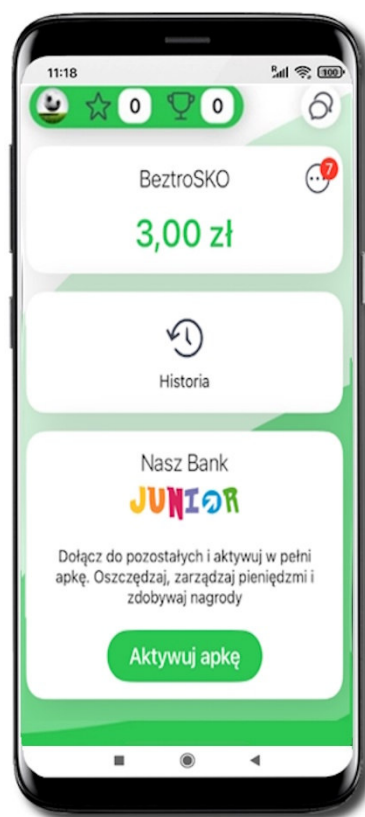 11:18
R
100
0
0
BeztroSKO
7
3,00 zł
Historia
Nasz Bank
JUNIOR
Dołącz do pozostałych i aktywuj w pełni
apkę. Oszczędzaj, zarządzaj pieniędzmi i
zdobywaj nagrody
Aktywuj apkę